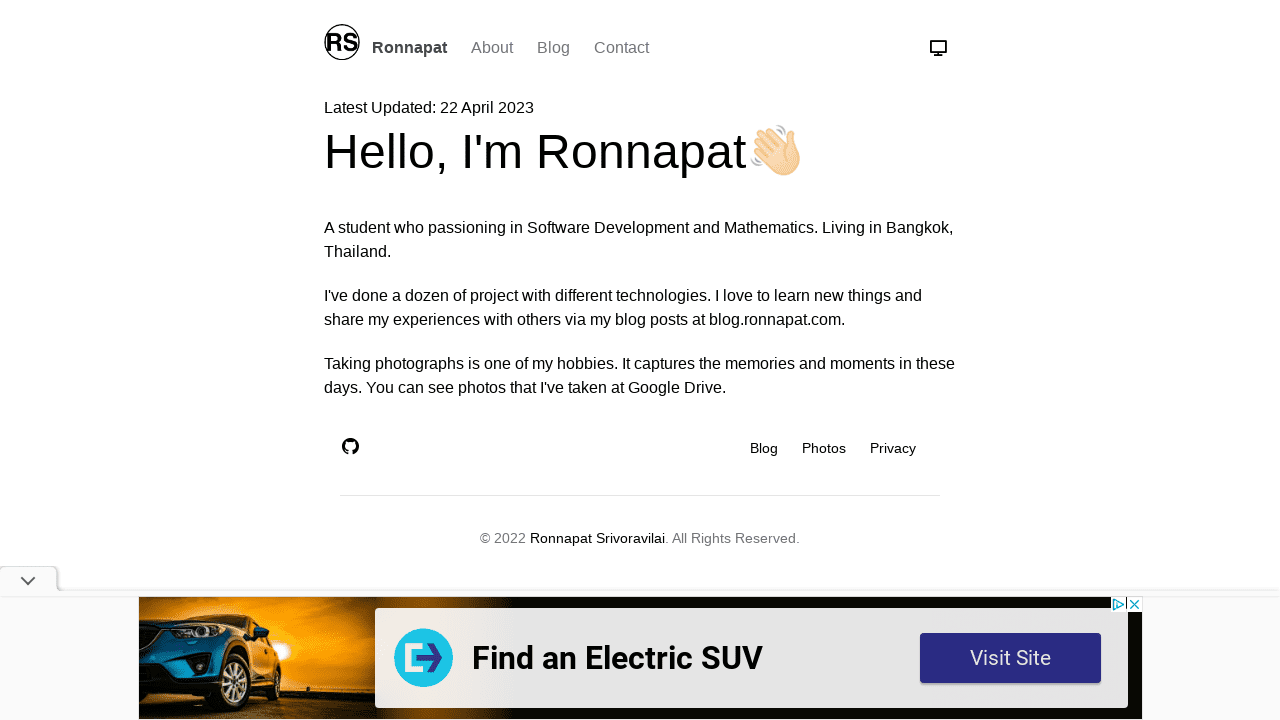 RS Ronnapat About Blog Contact
Latest Updated: 22 April 2023
Hello, I'm Ronnapat👋🏻
A student who passioning in Software Development and Mathematics. Living in Bangkok,
Thailand.
I've done a dozen of project with different technologies. I love to learn new things and
share my experiences with others via my blog posts at blog.ronnapat.com.
Taking photographs is one of my hobbies. It captures the memories and moments in these
days. You can see photos that I've taken at Google Drive.
Blog Photos Privacy
© 2022 Ronnapat Srivoravilai. All Rights Reserved.
Find an Electric SUV
Visit Site